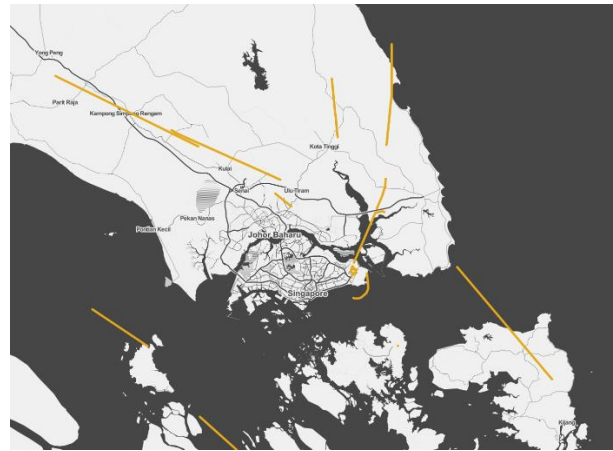 Yong Peng
Parit Raja
Kampong Simpang Rengam
Kota Tinggi
Kulai
Senai
Ulu Tiram
Pekan Nanas
Pontian Kecil
Johor Baharu
Singapore
Kijang